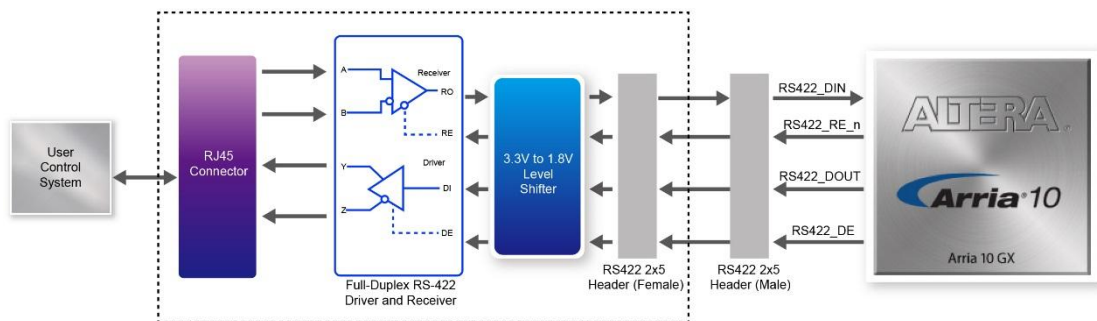 User
Control
System
RJ45
Connector
A
B
Receiver
RO
RE
Driver
Y
Z
DI
DE
Full-Duplex RS-422
Driver and Receiver
3.3V to 1.8V
Level
Shifter
RS422 2x5
Header (Female)
RS422 2x5
Header (Male)
RS422_DIN
RS422_RE_n
RS422_DOUT
RS422_DE
ALTERA®
Arria® 10
Arria 10 GX